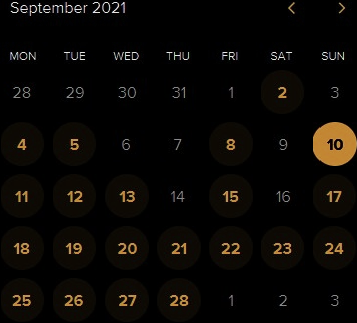 September 2021
MON TUE WED THU FRI SAT SUN
28 29 30 31 1 2 3
4 5 6 7 8 9 10
11 12 13 14 15 16 17
18 19 20 21 22 23 24
25 26 27 28 1 2 3